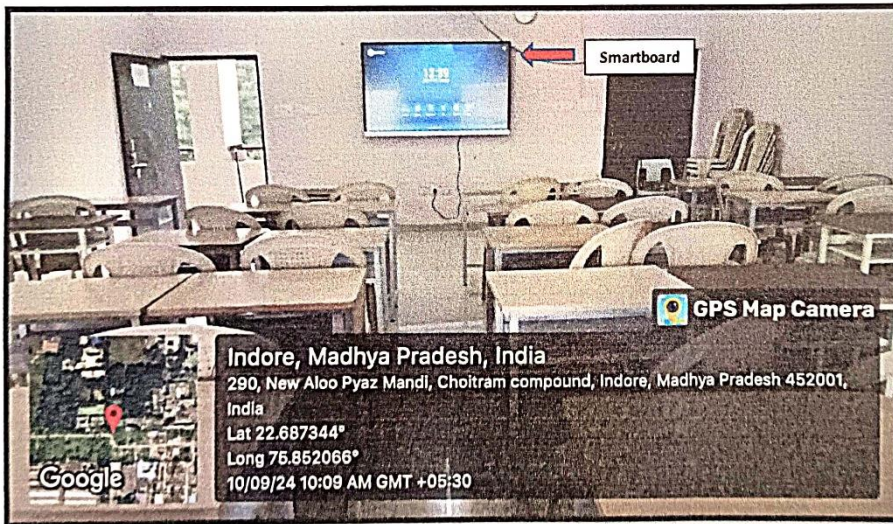 Smartboard
GPS Map Camera
Indore, Madhya Pradesh, India
290, New Aloo Pyaz Mandi, Choitram compound, Indore, Madhya Pradesh 452001,
India
Lat 22.687344°
Long 75.852066°
10/09/24 10:09 AM GMT +05:30
Google